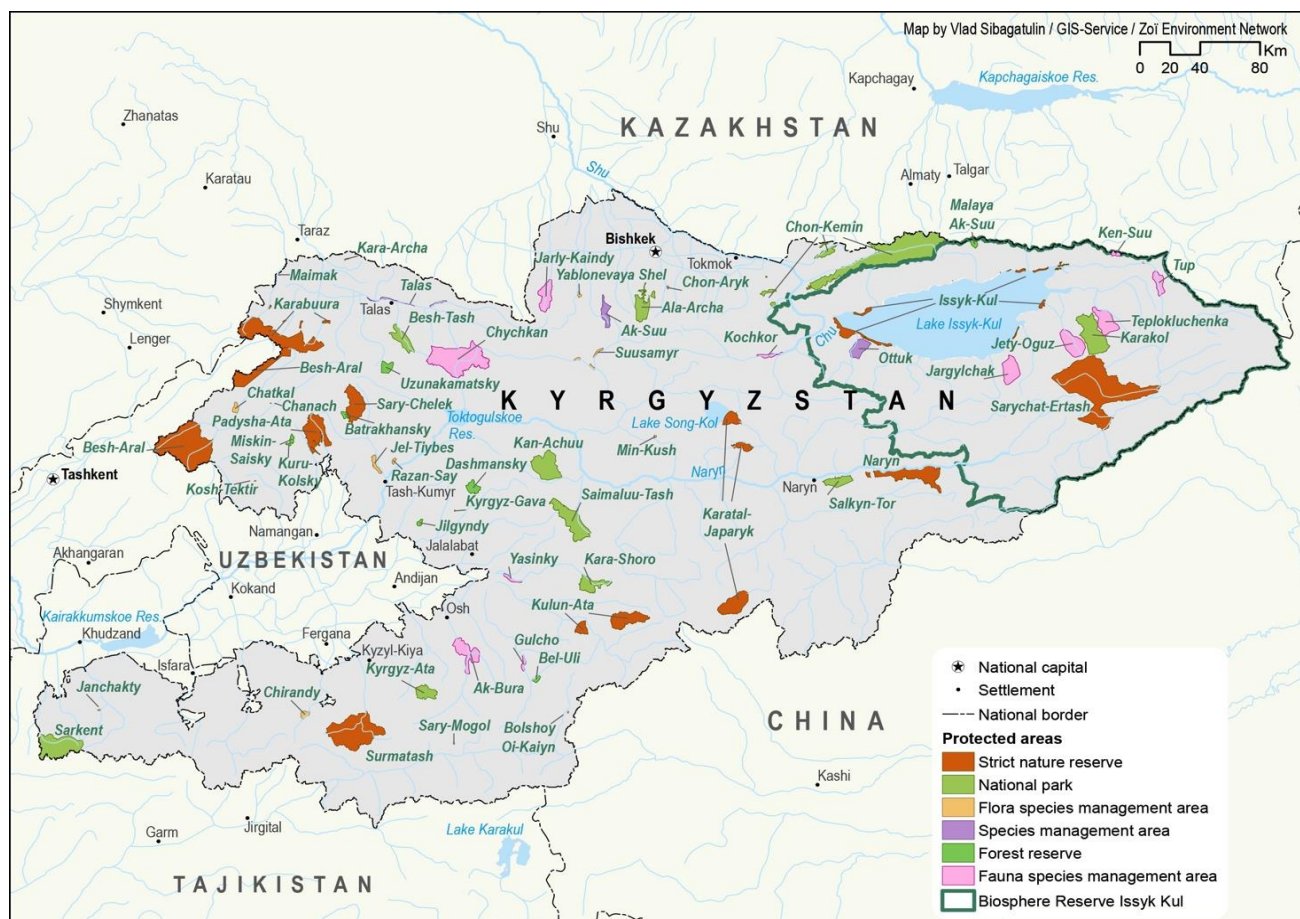 Map by Vlad Sibagatulin / GIS-Service / Zoï Environment Network
Km
0 20 40 80
Kapchagay
Kapchagaiskoe Res.
Zhanatas
Shu
KAZAKHSTAN
Shu
Karatau
Almaty
Talgar
Taraz
Kara-Archa
Bishkek
Chon-Kemin
Malaya
Ak-Suu
Ken-Suu
Maimak
Jarly-Kaindy
Tokmok
Yablonevaya Shel
Chon-Aryk
Tup
Talas
Karabuura
Talas
Ala-Archa
Issyk-Kul
Shymkent
Besh-Tash
Chychkan
Ak-Suu
Kochkor
Chu
Lake Issyk-Kul
Teplokluchenka
Lenger
Suusamyr
Ottuk
Jety-Oguz
Karakol
Besh-Aral
Uzunakamatsky
Jargylchak
Chatkal
KYRGYZSTAN
Chanach
Sary-Chelek
Sarychat-Ertash
Padysha-Ata
Batrakhansky
Toktogulskoe
Res.
Lake Song-Kol
Besh-Aral
Miskin-
Saisky
Jel-Tiybes
Kan-Achuu
Min-Kush
Kuru-
Kolsky
Razan-Say
Dashmansky
Naryn
Naryn
Tashkent
Kosh-Tektir
Tash-Kumyr
Naryn
Kyrgyz-Gava
Saimaluu-Tash
Salkyn-Tor
Karatal-
Japaryk
Namangan
Jilgyndy
Jalalabat
Akhangaran
UZBEKISTAN
Yasinky
Kara-Shoro
Kokand
Andijan
Kairakkumskoe Res.
Osh
Kulun-Ata
Khudzand
Fergana
Gulcho
Isfara
Kyzyl-Kiya
Bel-Uli
Kyrgyz-Ata
Ak-Bura
Janchakty
Chirandy
Sarkent
Sary-Mogol
Bolshoy
Oi-Kaiyn
CHINA
Surmatash
Kashi
Garm
Jirgital
Lake Karakul
TAJIKISTAN
National capital
Settlement
National border
Protected areas
Strict nature reserve
National park
Flora species management area
Species management area
Forest reserve
Fauna species management area
Biosphere Reserve Issyk Kul